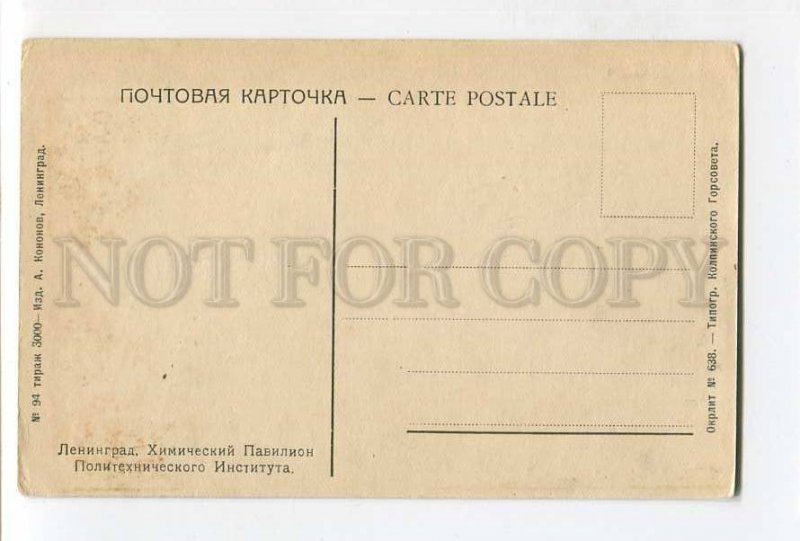 ПОЧТОВАЯ КАРТОЧКА — CARTE POSTALE
№ 94 тираж 3000—Изд. А. Кононов, Ленинград.
NOT FOR COPY
Окрлит № 638. — Типогр. Колпинского Горсовета.
Ленинград, Химический Павилион
Политехнического Института.